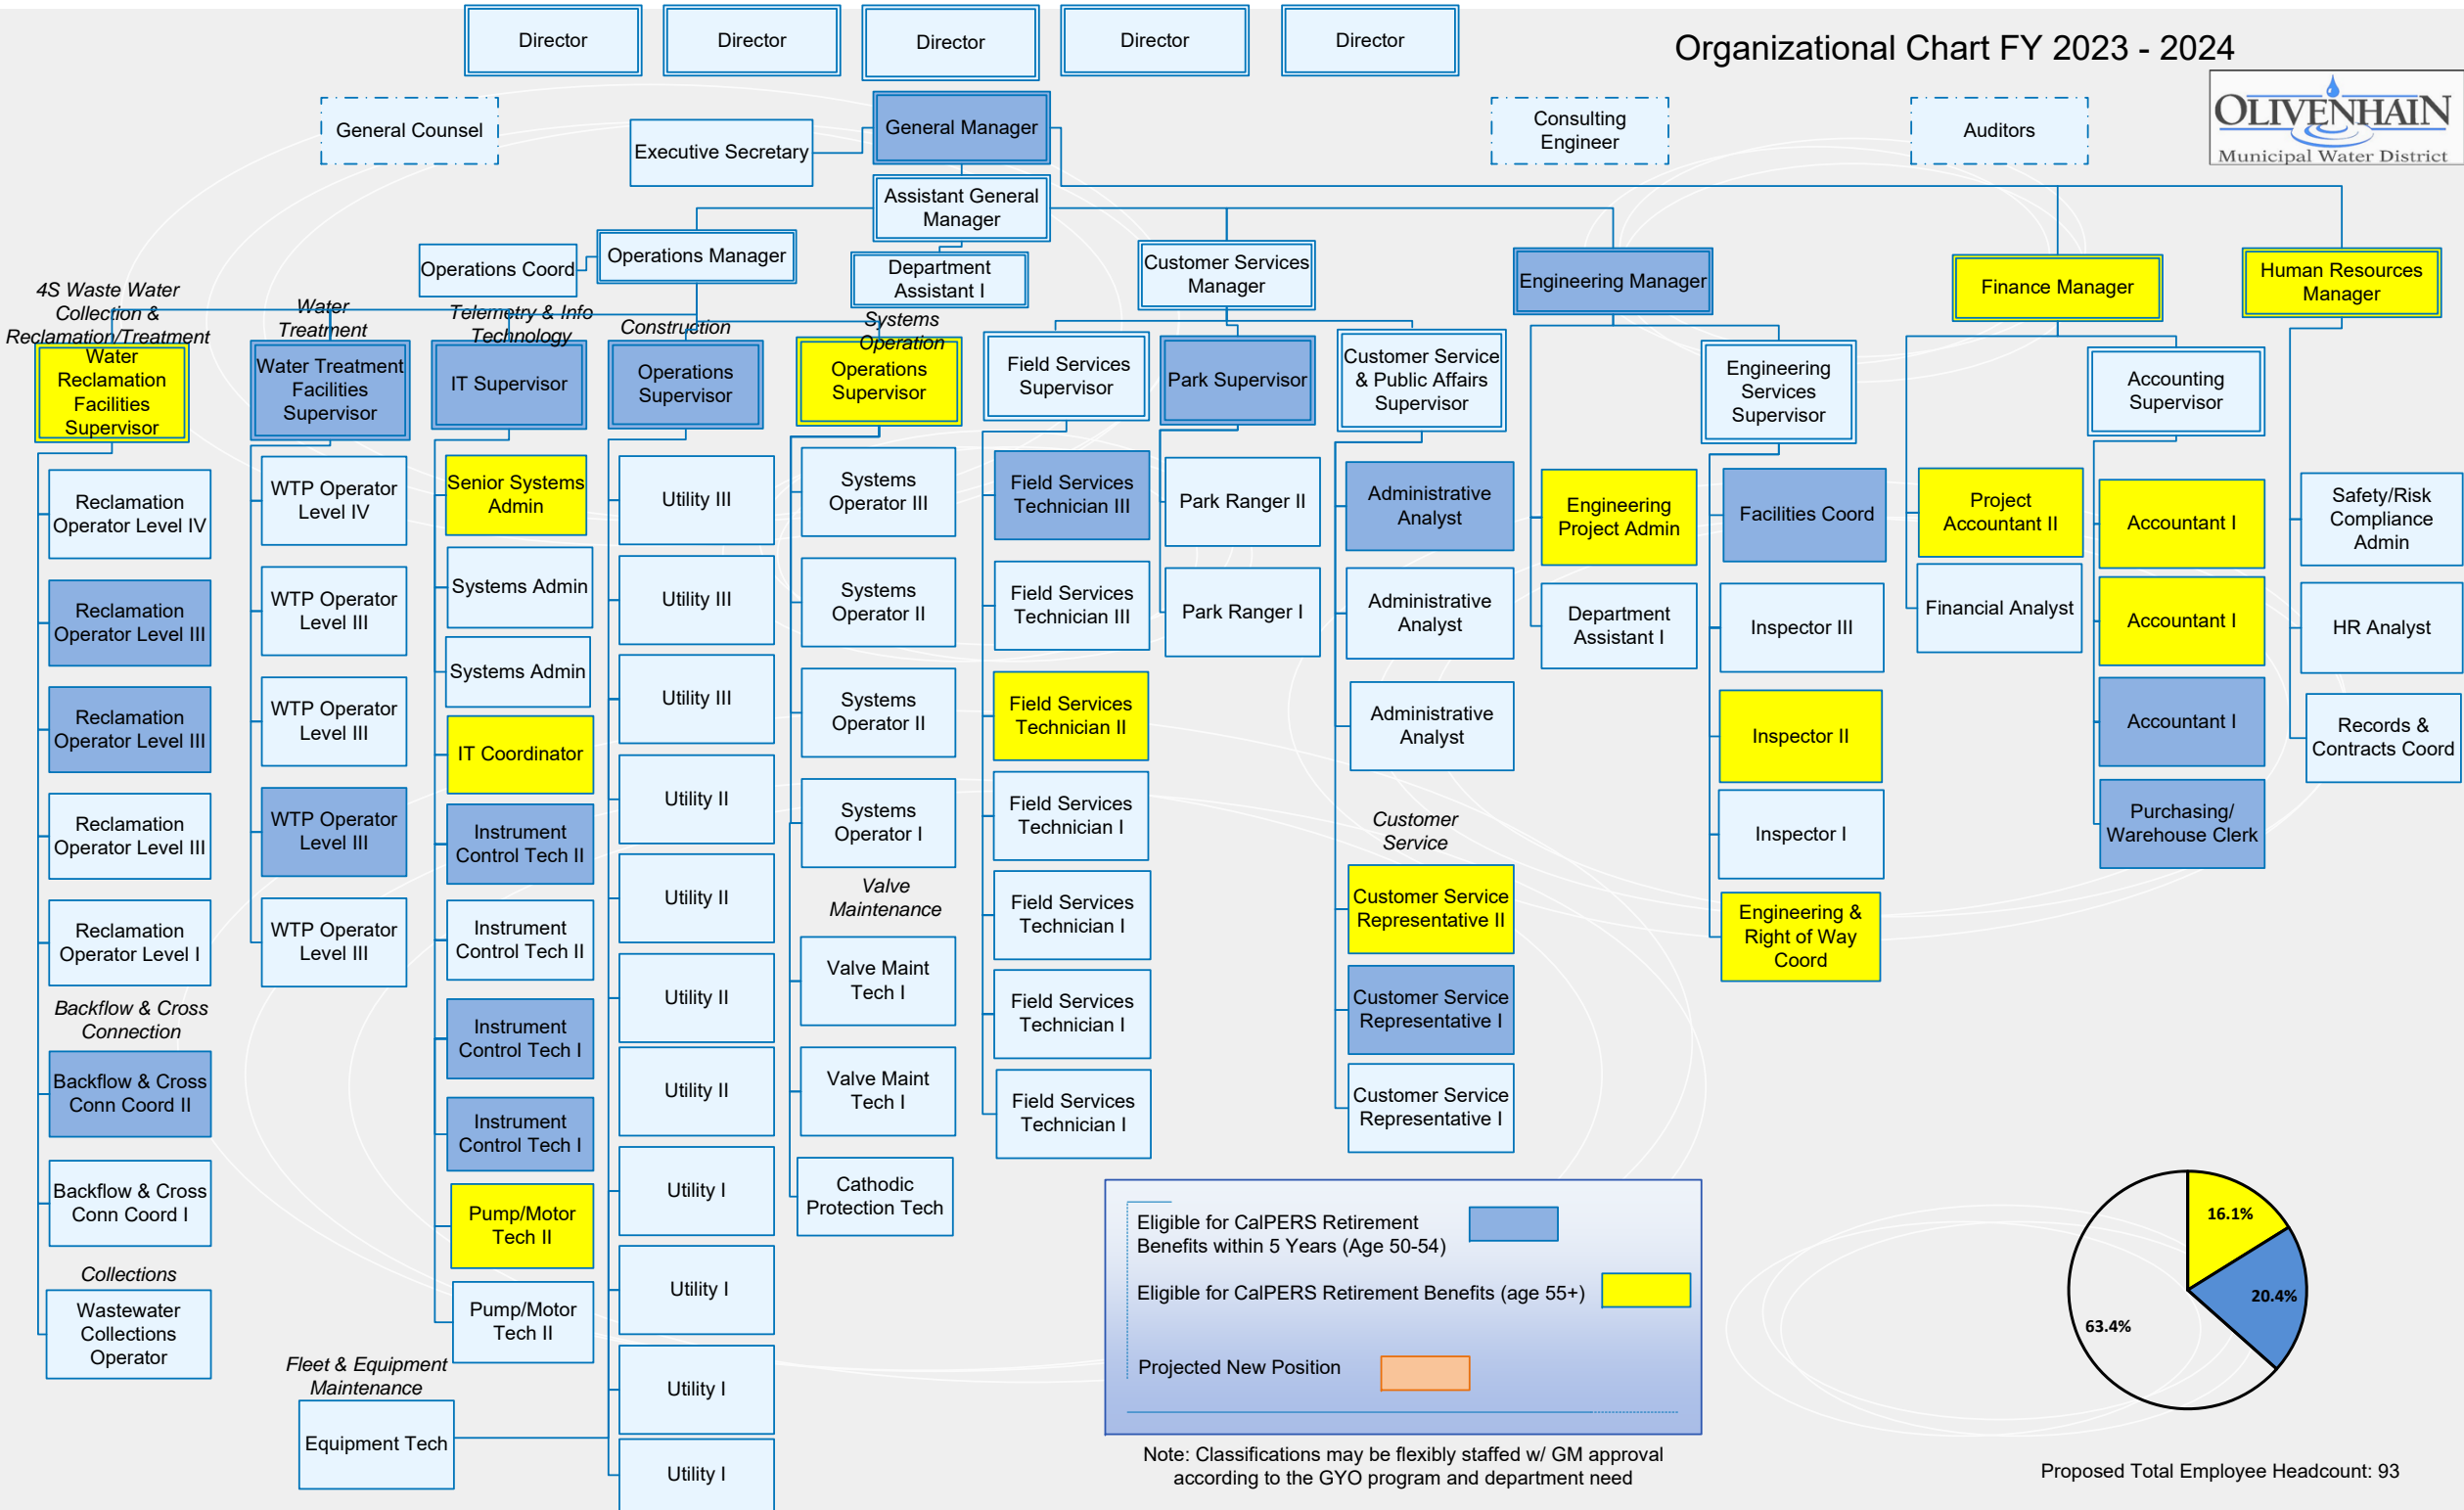 Director
Director
Director
Director
Director
Organizational Chart FY 2023 - 2024
OLIVENHAIN
Municipal Water District
General Counsel
Executive Secretary
General Manager
Consulting
Engineer
Auditors
Assistant General
Manager
Operations Coord
Operations Manager
Department
Assistant I
Customer Services
Manager
Engineering Manager
Finance Manager
Human Resources
Manager
4S Waste Water
Collection &
Reclamation/Treatment
Water
Reclamation
Facilities
Supervisor
Reclamation
Operator Level IV
Reclamation
Operator Level III
Reclamation
Operator Level III
Reclamation
Operator Level III
Reclamation
Operator Level I
Backflow & Cross
Connection
Backflow & Cross
Conn Coord II
Backflow & Cross
Conn Coord I
Collections
Wastewater
Collections
Operator
Water
Treatment
Water Treatment
Facilities
Supervisor
WTP Operator
Level IV
WTP Operator
Level III
WTP Operator
Level III
WTP Operator
Level III
WTP Operator
Level III
Telemetry & Info
Technology
IT Supervisor
Senior Systems
Admin
Systems Admin
Systems Admin
IT Coordinator
Instrument
Control Tech II
Instrument
Control Tech II
Instrument
Control Tech I
Instrument
Control Tech I
Pump/Motor
Tech II
Pump/Motor
Tech II
Fleet & Equipment
Maintenance
Equipment Tech
Construction
Operations
Supervisor
Utility III
Utility III
Utility III
Utility II
Utility II
Utility II
Utility II
Utility I
Utility I
Utility I
Utility I
Systems
Operation
Operations
Supervisor
Systems
Operator III
Systems
Operator II
Systems
Operator II
Systems
Operator I
Valve
Maintenance
Valve Maint
Tech I
Valve Maint
Tech I
Cathodic
Protection Tech
Field Services
Supervisor
Field Services
Technician III
Field Services
Technician III
Field Services
Technician II
Field Services
Technician I
Field Services
Technician I
Field Services
Technician I
Field Services
Technician I
Park Supervisor
Park Ranger II
Park Ranger I
Customer Service
& Public Affairs
Supervisor
Administrative
Analyst
Administrative
Analyst
Administrative
Analyst
Customer
Service
Customer Service
Representative II
Customer Service
Representative I
Customer Service
Representative I
Engineering
Project Admin
Department
Assistant I
Engineering
Services
Supervisor
Facilities Coord
Inspector III
Inspector II
Inspector I
Engineering &
Right of Way
Coord
Project
Accountant II
Financial Analyst
Accounting
Supervisor
Accountant I
Accountant I
Accountant I
Purchasing/
Warehouse Clerk
Safety/Risk
Compliance
Admin
HR Analyst
Records &
Contracts Coord
Eligible for CalPERS Retirement
Benefits within 5 Years (Age 50-54)
Eligible for CalPERS Retirement Benefits (age 55+)
Projected New Position
Note: Classifications may be flexibly staffed w/ GM approval
according to the GYO program and department need
16.1%
20.4%
63.4%
Proposed Total Employee Headcount: 93